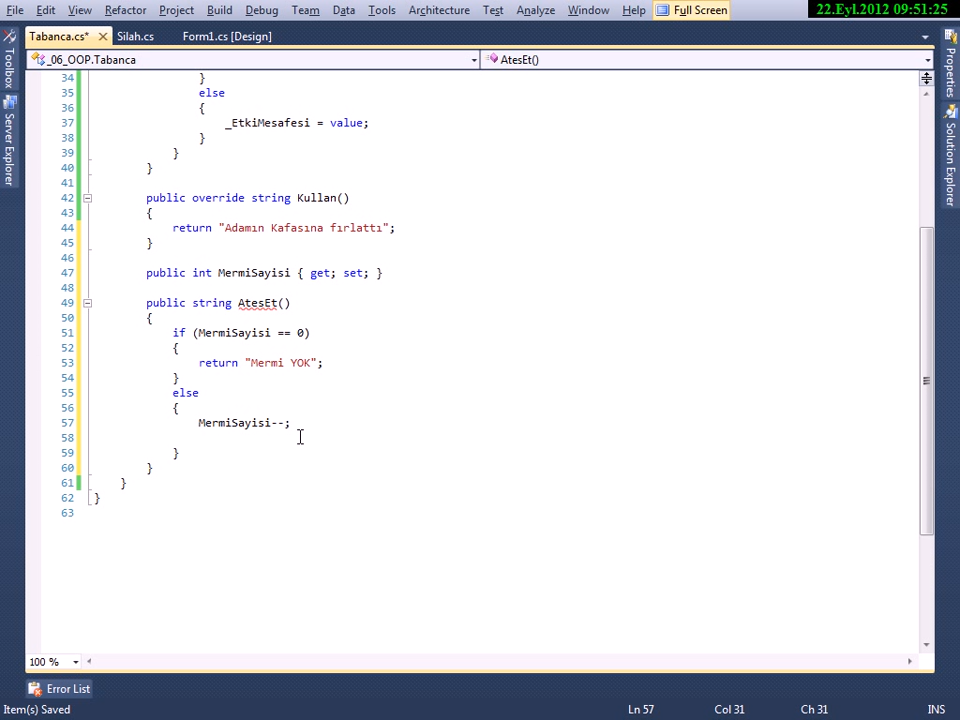 File Edit View Refactor Project Build Debug Team Data Tools Architecture Test Analyze Window Help Full Screen 22.Eyl.2012 09:51:25
Tabanca.cs* Silah.cs Form1.cs [Design]
_06_OOP.Tabanca AtesEt()
Toolbox
Server Explorer
Properties
Solution Explorer
34 }
35 else
36 {
37 _EtkiMesafesi = value;
38 }
39 }
40 }
41
42 public override string Kullan()
43 {
44 return "Adamın Kafasına fırlattı";
45 }
46
47 public int MermiSayisi { get; set; }
48
49 public string AtesEt()
50 {
51 if (MermiSayisi == 0)
52 {
53 return "Mermi YOK";
54 }
55 else
56 {
57 MermiSayisi--;
58
59 }
60 }
61 }
62 }
63
100 %
Error List
Item(s) Saved Ln 57 Col 31 Ch 31 INS